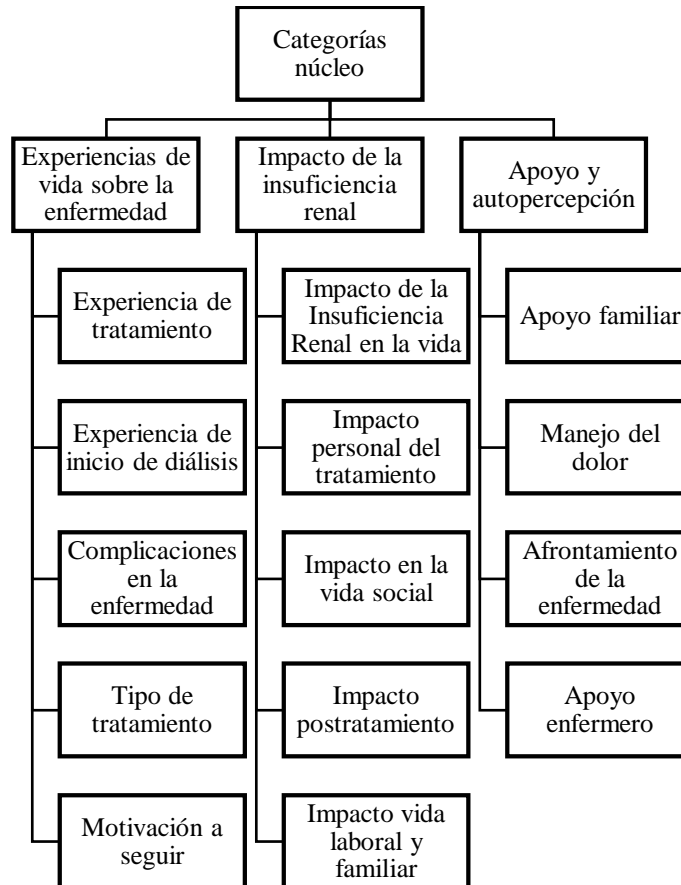 Categorías
núcleo
Experiencias de
vida sobre la
enfermedad
Experiencia de
tratamiento
Experiencia de
inicio de diálisis
Complicaciones
en la
enfermedad
Tipo de
tratamiento
Motivación a
seguir
Impacto de la
insuficiencia
renal
Impacto de la
Insuficiencia
Renal en la vida
Impacto
personal del
tratamiento
Impacto en la
vida social
Impacto
postratamiento
Impacto vida
laboral y
familiar
Apoyo y
autopercepción
Apoyo familiar
Manejo del
dolor
Afrontamiento
de la
enfermedad
Apoyo
enfermero